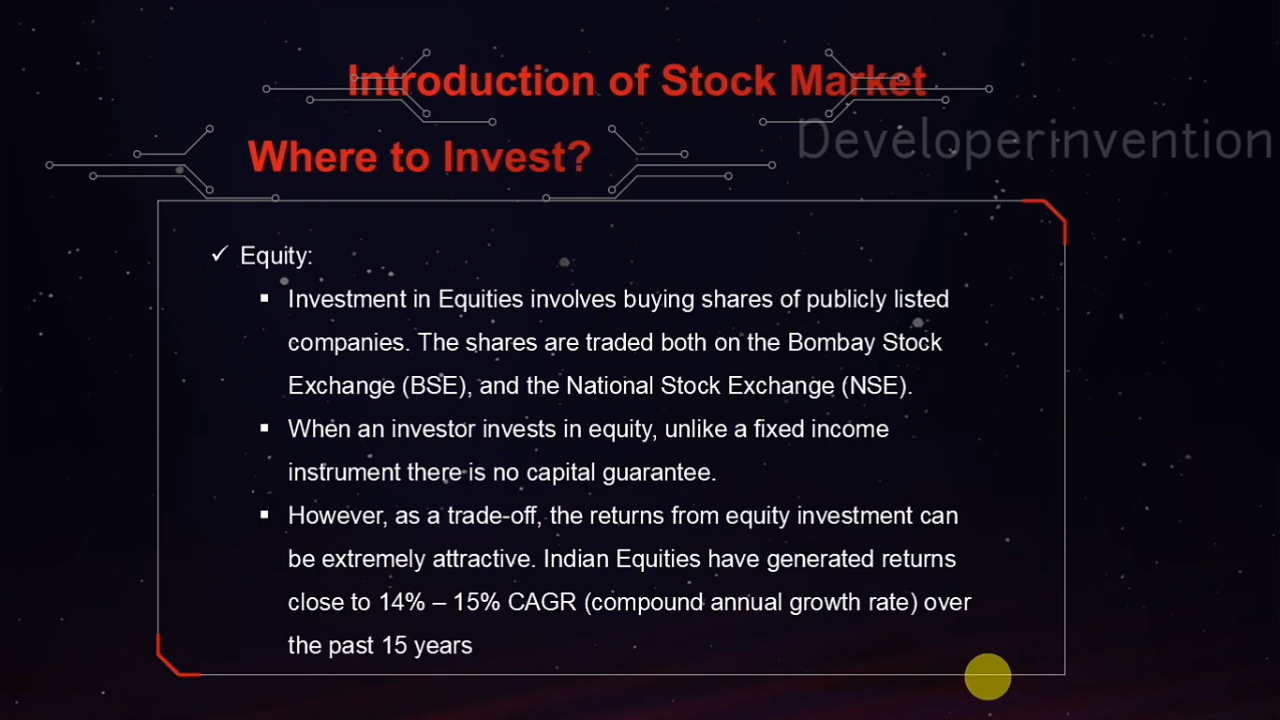 Introduction of Stock Market
Developerinvention
Where to Invest?
✓ Equity:
▪ Investment in Equities involves buying shares of publicly listed
companies. The shares are traded both on the Bombay Stock
Exchange (BSE), and the National Stock Exchange (NSE).
▪ When an investor invests in equity, unlike a fixed income
instrument there is no capital guarantee.
▪ However, as a trade-off, the returns from equity investment can
be extremely attractive. Indian Equities have generated returns
close to 14% – 15% CAGR (compound annual growth rate) over
the past 15 years